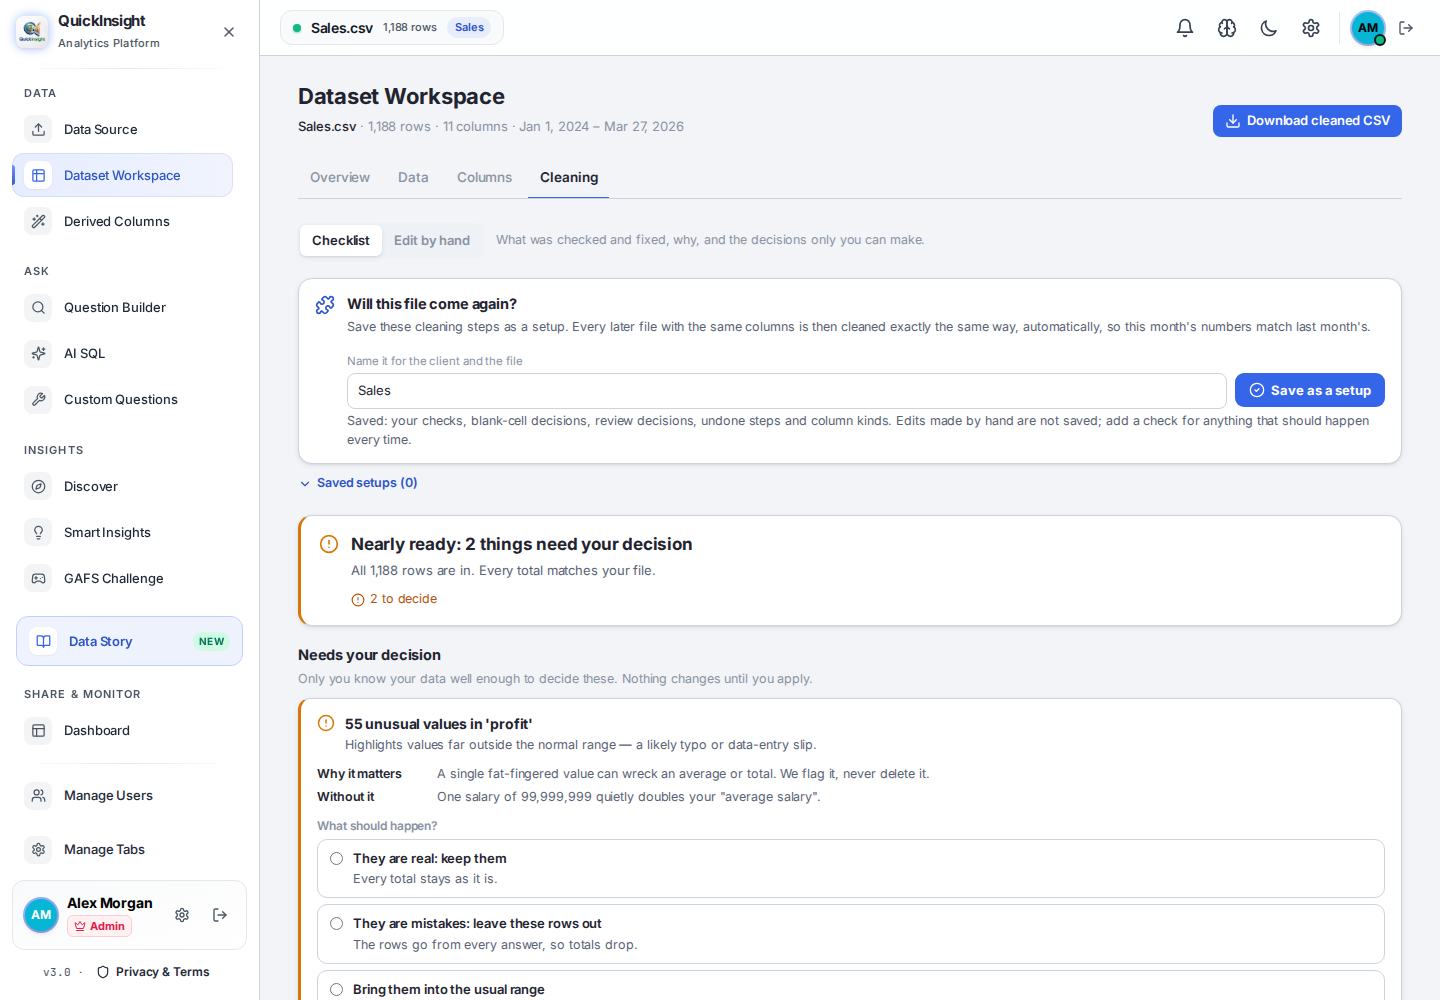 QuickInsight
Analytics Platform
DATA
Data Source
Dataset Workspace
Derived Columns
ASK
Question Builder
AI SQL
Custom Questions
INSIGHTS
Discover
Smart Insights
GAFS Challenge
Data Story NEW
SHARE & MONITOR
Dashboard
Manage Users
Manage Tabs
AM Alex Morgan
Admin
v3.0 · Privacy & Terms
Sales.csv 1,188 rows Sales
AM
Dataset Workspace
Sales.csv · 1,188 rows · 11 columns · Jan 1, 2024 – Mar 27, 2026
Download cleaned CSV
Overview Data Columns Cleaning
Checklist Edit by hand What was checked and fixed, why, and the decisions only you can make.
Will this file come again?
Save these cleaning steps as a setup. Every later file with the same columns is then cleaned exactly the same way, automatically, so this month's numbers match last month's.
Name it for the client and the file
Sales
Save as a setup
Saved: your checks, blank-cell decisions, review decisions, undone steps and column kinds. Edits made by hand are not saved; add a check for anything that should happen
every time.
Saved setups (0)
Nearly ready: 2 things need your decision
All 1,188 rows are in. Every total matches your file.
2 to decide
Needs your decision
Only you know your data well enough to decide these. Nothing changes until you apply.
55 unusual values in 'profit'
Highlights values far outside the normal range — a likely typo or data-entry slip.
Why it matters A single fat-fingered value can wreck an average or total. We flag it, never delete it.
Without it One salary of 99,999,999 quietly doubles your "average salary".
What should happen?
They are real: keep them
Every total stays as it is.
They are mistakes: leave these rows out
The rows go from every answer, so totals drop.
Bring them into the usual range